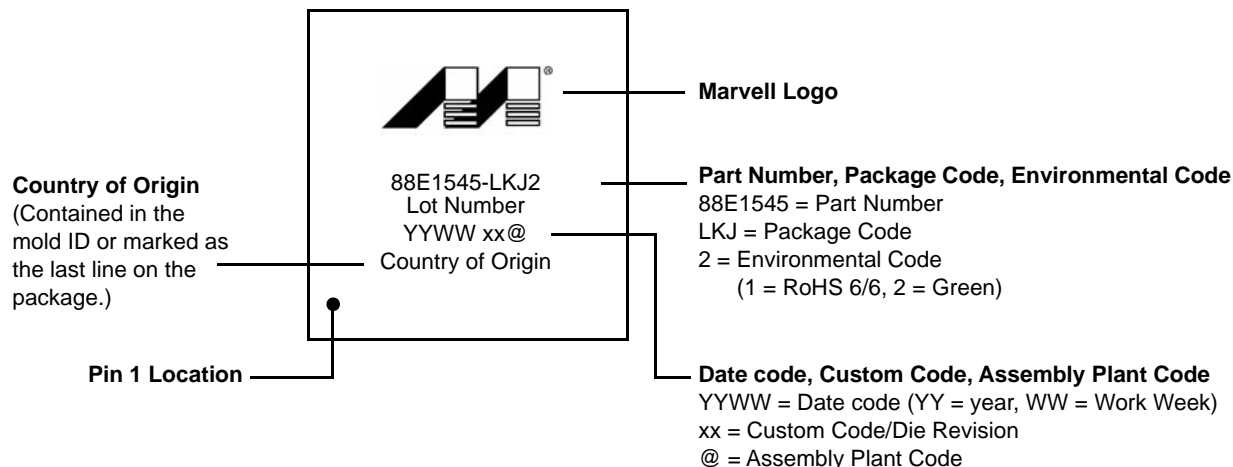 ®
Marvell Logo
Country of Origin
(Contained in the
mold ID or marked as
the last line on the
package.)
88E1545-LKJ2
Lot Number
YYWW xx@
Country of Origin
Part Number, Package Code, Environmental Code
88E1545 = Part Number
LKJ = Package Code
2 = Environmental Code
(1 = RoHS 6/6, 2 = Green)
Pin 1 Location
Date code, Custom Code, Assembly Plant Code
YYWW = Date code (YY = year, WW = Work Week)
xx = Custom Code/Die Revision
@ = Assembly Plant Code